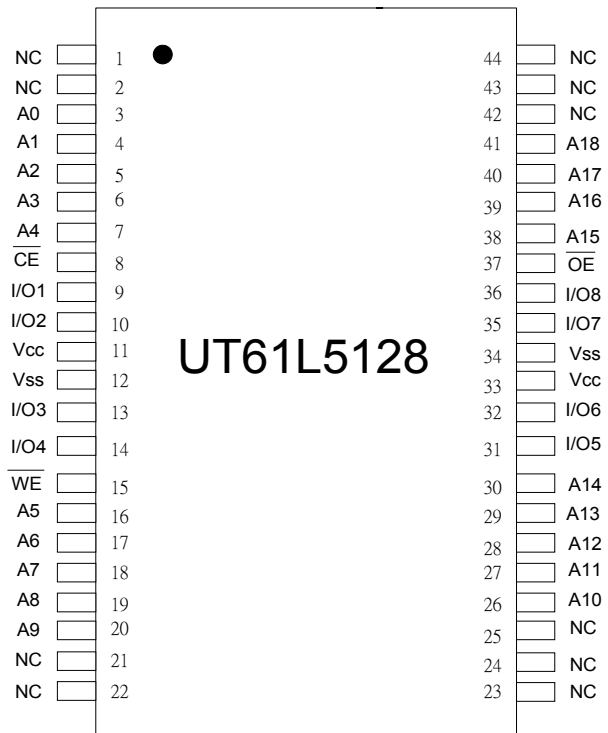 NC 1 44 NC
NC 2 43 NC
A0 3 42 NC
A1 4 41 A18
A2 5 40 A17
A3 6 39 A16
A4 7 38 A15
C̅E̅ 8 37 O̅E̅
I/O1 9 36 I/O8
I/O2 10 35 I/O7
Vcc 11 34 Vss
UT61L5128
Vss 12 33 Vcc
I/O3 13 32 I/O6
I/O4 14 31 I/O5
W̅E̅ 15 30 A14
A5 16 29 A13
A6 17 28 A12
A7 18 27 A11
A8 19 26 A10
A9 20 25 NC
NC 21 24 NC
NC 22 23 NC